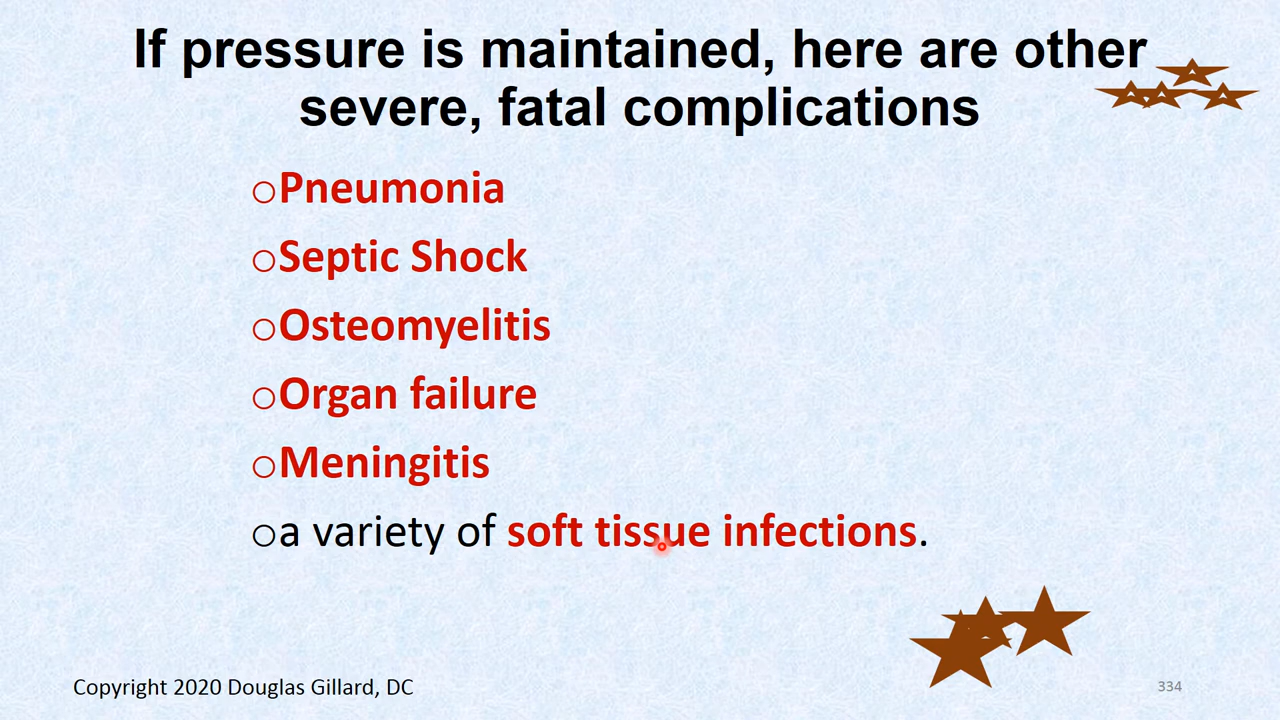 If pressure is maintained, here are other
severe, fatal complications
○Pneumonia
○Septic Shock
○Osteomyelitis
○Organ failure
○Meningitis
○a variety of soft tissue infections.
Copyright 2020 Douglas Gillard, DC
334